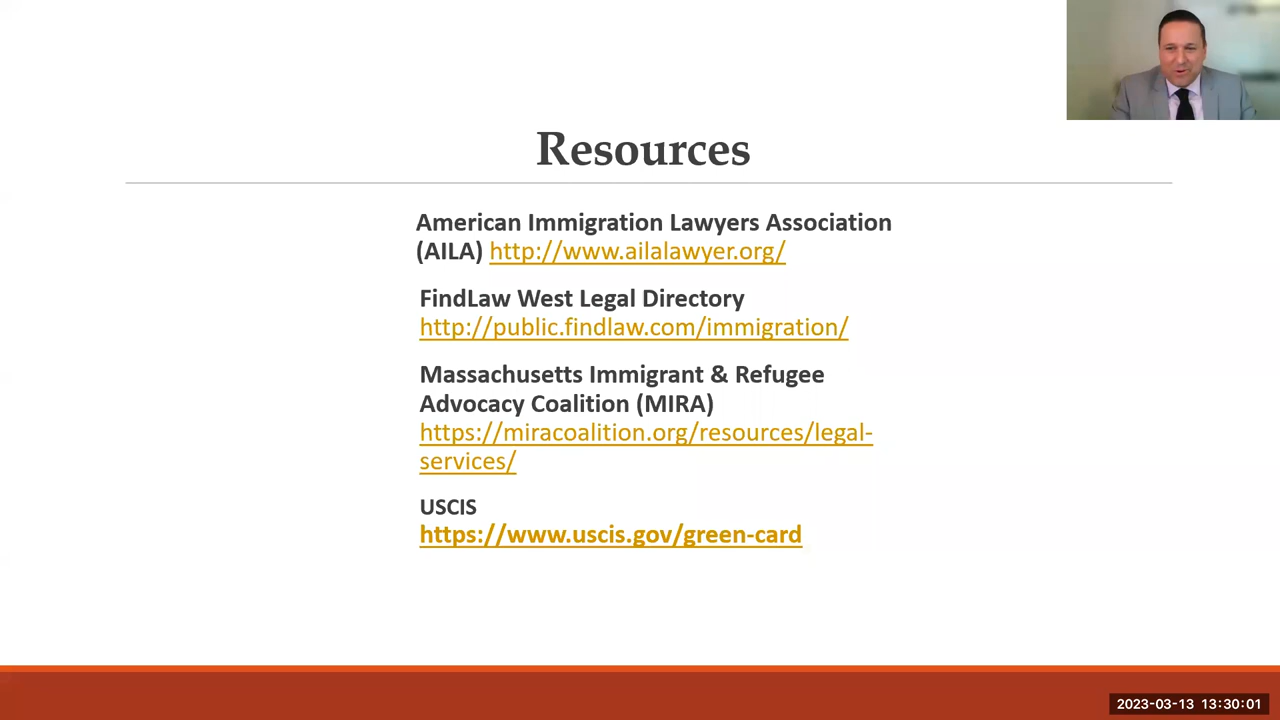 Resources
American Immigration Lawyers Association
(AILA) http://www.ailalawyer.org/
FindLaw West Legal Directory
http://public.findlaw.com/immigration/
Massachusetts Immigrant & Refugee
Advocacy Coalition (MIRA)
https://miracoalition.org/resources/legal-
services/
USCIS
https://www.uscis.gov/green-card
2023-03-13 13:30:01